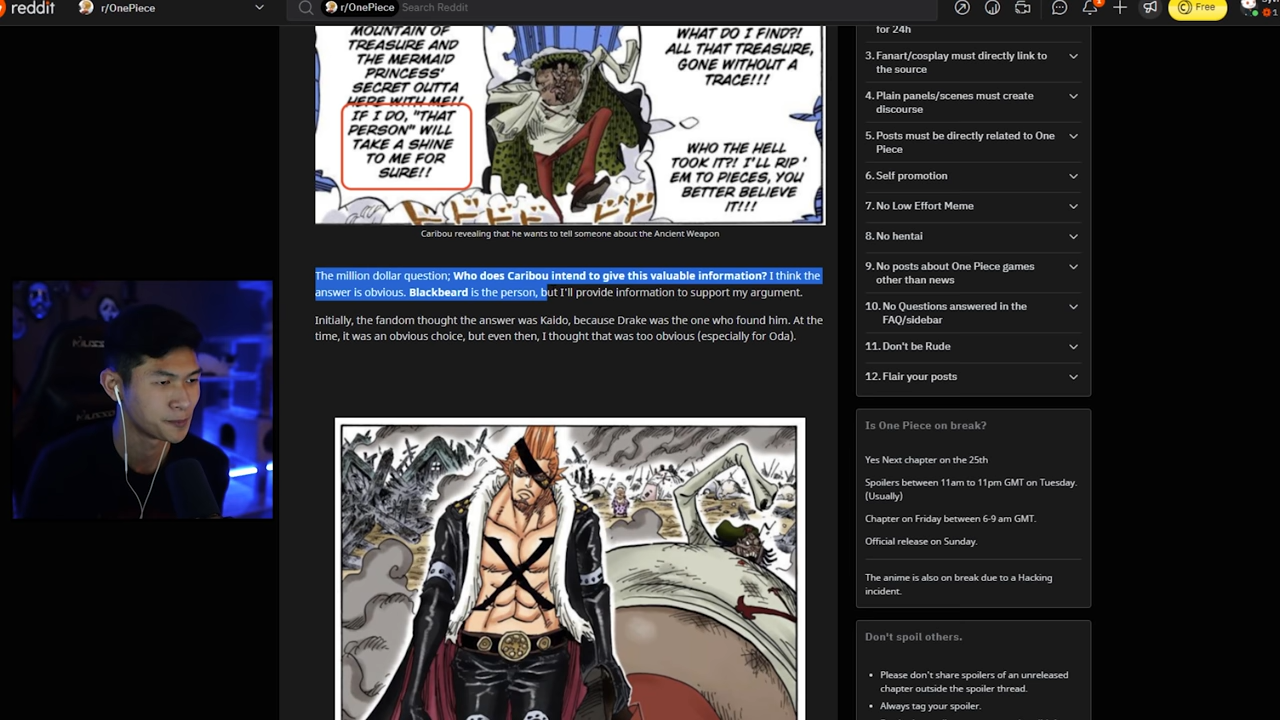 reddit
r/OnePiece
r/OnePiece Search Reddit
1
Free
MOUNTAIN OF
TREASURE AND
THE MERMAID
PRINCESS'
SECRET OUTTA
HERE WITH ME!!
IF I DO, "THAT
PERSON" WILL
TAKE A SHINE
TO ME FOR
SURE!!
WHAT DO I FIND?!
ALL THAT TREASURE,
GONE WITHOUT A
TRACE!!!
WHO THE HELL
TOOK IT?! I'LL RIP
'EM TO PIECES, YOU
BETTER BELIEVE
IT!!!
Caribou revealing that he wants to tell someone about the Ancient Weapon
The million dollar question; Who does Caribou intend to give this valuable information? I think the
answer is obvious. Blackbeard is the person, but I'll provide information to support my argument.
Initially, the fandom thought the answer was Kaido, because Drake was the one who found him. At the
time, it was an obvious choice, but even then, I thought that was too obvious (especially for Oda).
for 24h
3. Fanart/cosplay must directly link to
the source
4. Plain panels/scenes must create
discourse
5. Posts must be directly related to One
Piece
6. Self promotion
7. No Low Effort Meme
8. No hentai
9. No posts about One Piece games
other than news
10. No Questions answered in the
FAQ/sidebar
11. Don't be Rude
12. Flair your posts
Is One Piece on break?
Yes Next chapter on the 25th
Spoilers between 11am to 11pm GMT on Tuesday.
(Usually)
Chapter on Friday between 6-9 am GMT.
Official release on Sunday.
The anime is also on break due to a Hacking
incident.
Don't spoil others.
Please don't share spoilers of an unreleased
chapter outside the spoiler thread.
Always tag your spoiler.